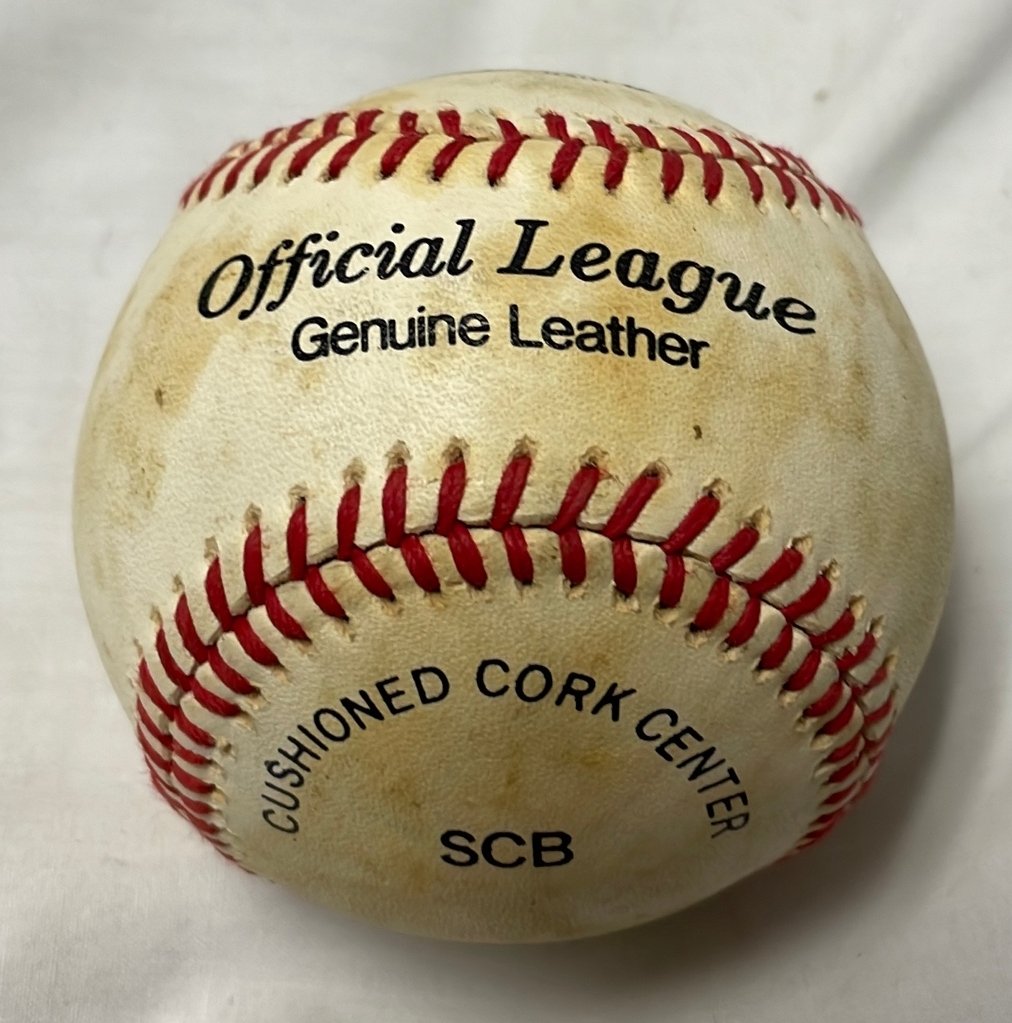 Official League
Genuine Leather
CUSHIONED CORK CENTER
SCB